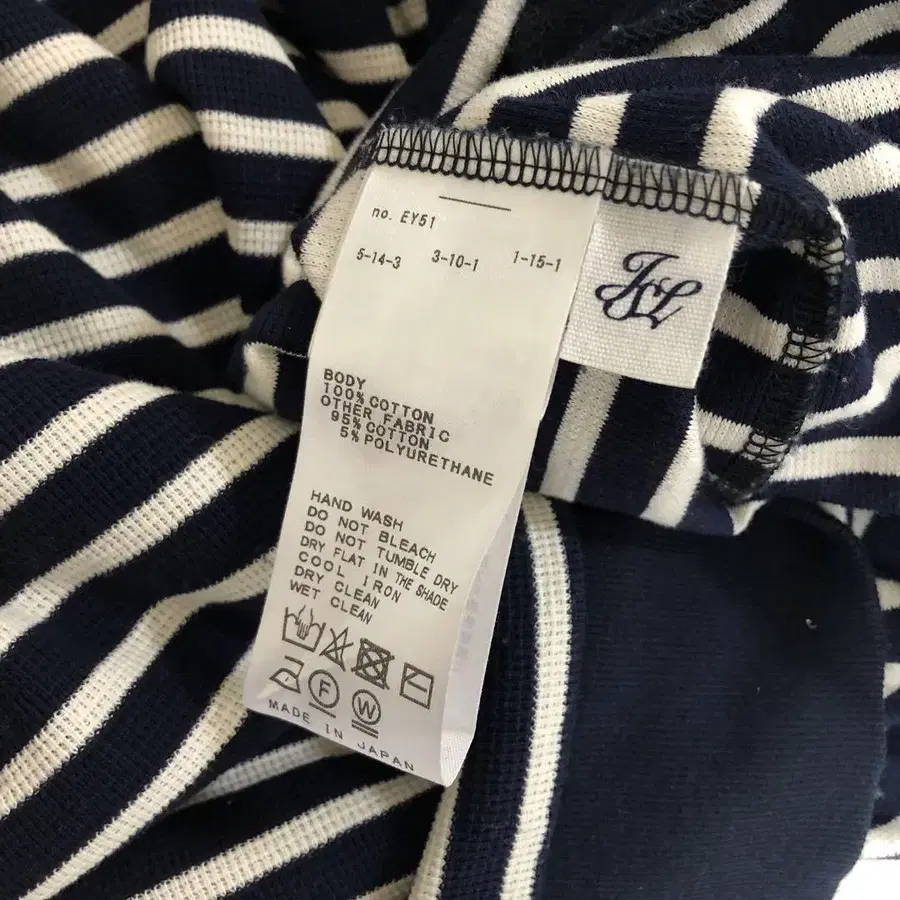 no. EY51
5-14-3 3-10-1 1-15-1
BODY
100% COTTON
OTHER FABRIC
95% COTTON
5% POLYURETHANE
HAND WASH
DO NOT BLEACH
DO NOT TUMBLE DRY
DRY FLAT IN THE SHADE
COOL IRON
DRY CLEAN
WET CLEAN
F
W
MADE IN JAPAN